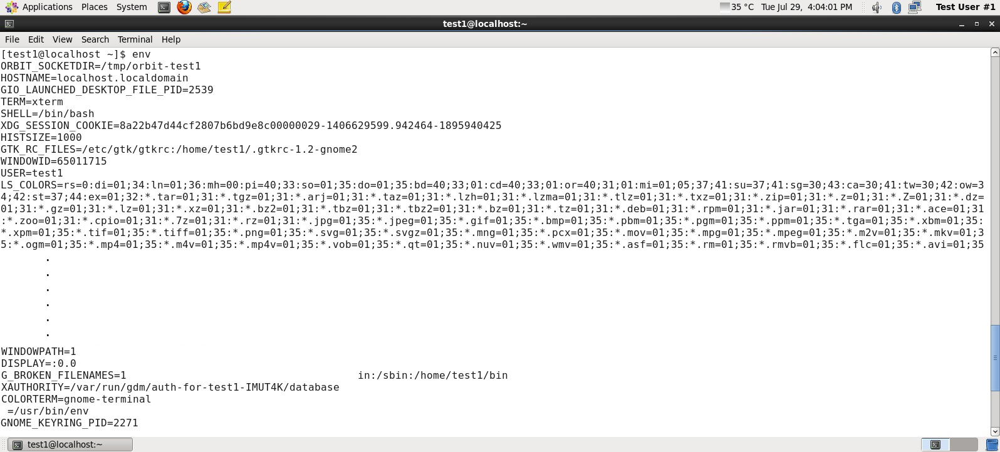 Applications Places System 35 °C Tue Jul 29, 4:04:01 PM Test User #1
test1@localhost:~
File Edit View Search Terminal Help
[test1@localhost ~]$ env
ORBIT_SOCKETDIR=/tmp/orbit-test1
HOSTNAME=localhost.localdomain
GIO_LAUNCHED_DESKTOP_FILE_PID=2539
TERM=xterm
SHELL=/bin/bash
XDG_SESSION_COOKIE=8a22b47d44cf2807b6bd9e8c00000029-1406629599.942464-1895940425
HISTSIZE=1000
GTK_RC_FILES=/etc/gtk/gtkrc:/home/test1/.gtkrc-1.2-gnome2
WINDOWID=65011715
USER=test1
LS_COLORS=rs=0:di=01;34:ln=01;36:mh=00:pi=40;33:so=01;35:do=01;35:bd=40;33;01:cd=40;33;01:or=40;31;01:mi=01;05;37;41:su=37;41:sg=30;43:ca=30;41:tw=30;42:ow=3
4;42:st=37;44:ex=01;32:*.tar=01;31:*.tgz=01;31:*.arj=01;31:*.taz=01;31:*.lzh=01;31:*.lzma=01;31:*.tlz=01;31:*.txz=01;31:*.zip=01;31:*.z=01;31:*.Z=01;31:*.dz=
01;31:*.gz=01;31:*.lz=01;31:*.xz=01;31:*.bz2=01;31:*.tbz=01;31:*.tbz2=01;31:*.bz=01;31:*.tz=01;31:*.deb=01;31:*.rpm=01;31:*.jar=01;31:*.rar=01;31:*.ace=01;31
:*.zoo=01;31:*.cpio=01;31:*.7z=01;31:*.rz=01;31:*.jpg=01;35:*.jpeg=01;35:*.gif=01;35:*.bmp=01;35:*.pbm=01;35:*.pgm=01;35:*.ppm=01;35:*.tga=01;35:*.xbm=01;35:
*.xpm=01;35:*.tif=01;35:*.tiff=01;35:*.png=01;35:*.svg=01;35:*.svgz=01;35:*.mng=01;35:*.pcx=01;35:*.mov=01;35:*.mpg=01;35:*.mpeg=01;35:*.m2v=01;35:*.mkv=01;3
5:*.ogm=01;35:*.mp4=01;35:*.m4v=01;35:*.mp4v=01;35:*.vob=01;35:*.qt=01;35:*.nuv=01;35:*.wmv=01;35:*.asf=01;35:*.rm=01;35:*.rmvb=01;35:*.flc=01;35:*.avi=01;35
.
.
.
.
.
.
WINDOWPATH=1
DISPLAY=:0.0
G_BROKEN_FILENAMES=1 in:/sbin:/home/test1/bin
XAUTHORITY=/var/run/gdm/auth-for-test1-IMUT4K/database
COLORTERM=gnome-terminal
=/usr/bin/env
GNOME_KEYRING_PID=2271
test1@localhost:~